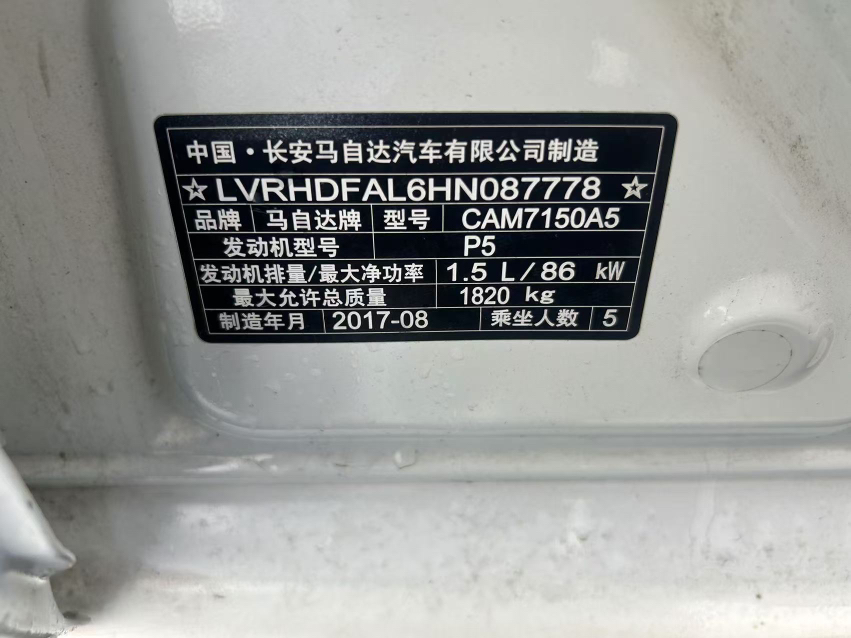 中国·长安马自达汽车有限公司制造
☆LVRHDFAL6HN087778☆
品牌 马自达牌 型号 CAM7150A5
发动机型号 P5
发动机排量/最大净功率 1.5 L/86 kW
最大允许总质量 1820 kg
制造年月 2017-08 乘坐人数 5